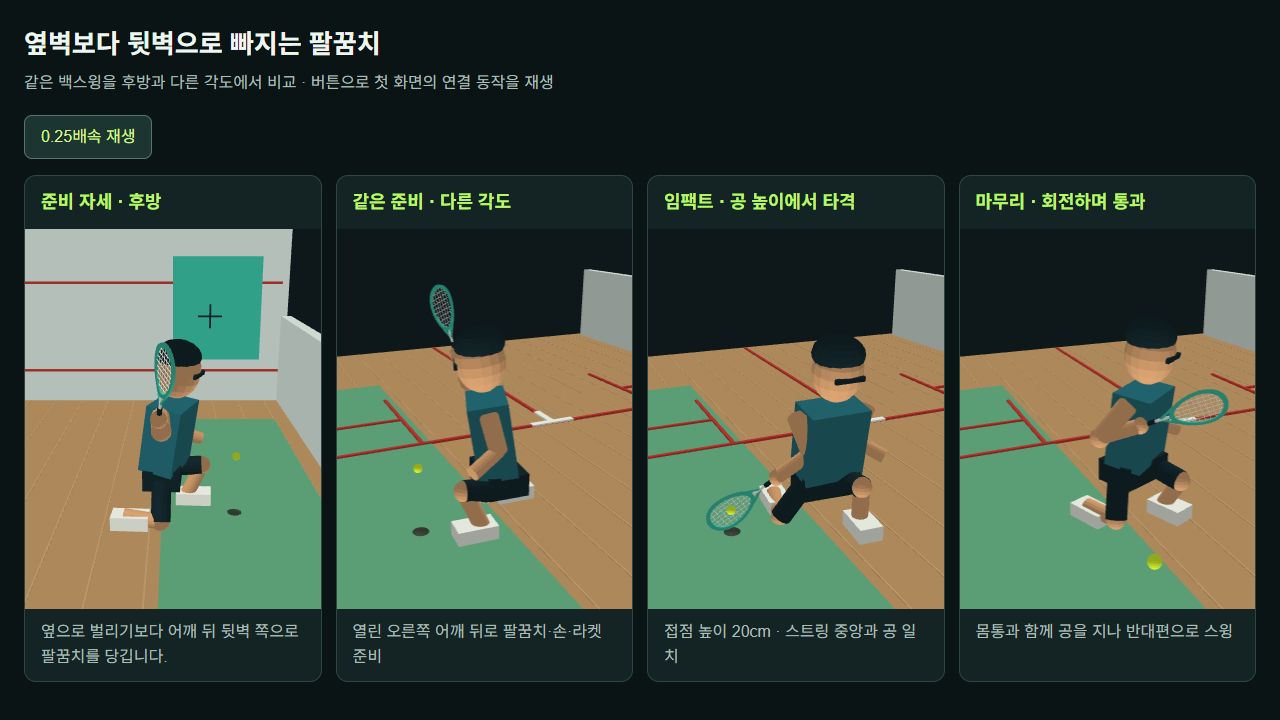 옆벽보다 뒷벽으로 빠지는 팔꿈치
같은 백스윙을 후방과 다른 각도에서 비교 · 버튼으로 첫 화면의 연결 동작을 재생
0.25배속 재생
준비 자세 · 후방
옆으로 벌리기보다 어깨 뒤 뒷벽 쪽으로
팔꿈치를 당깁니다.
같은 준비 · 다른 각도
열린 오른쪽 어깨 뒤로 팔꿈치·손·라켓
준비
임팩트 · 공 높이에서 타격
접점 높이 20cm · 스트링 중앙과 공 일
치
마무리 · 회전하며 통과
몸통과 함께 공을 지나 반대편으로 스윙